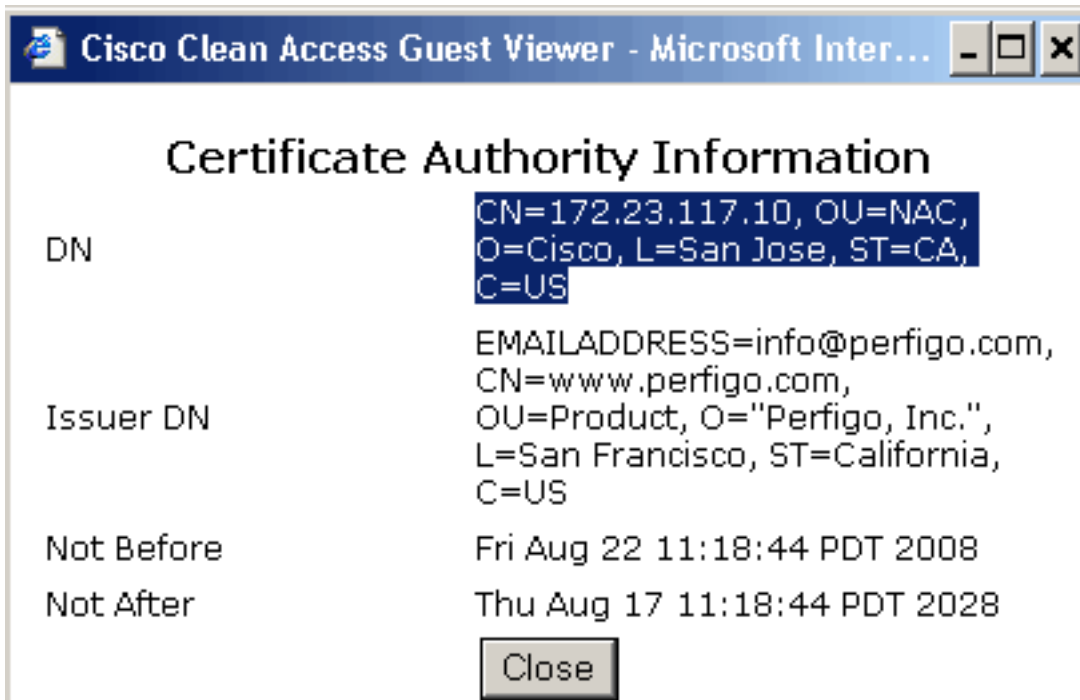 Cisco Clean Access Guest Viewer - Microsoft Inter...
Certificate Authority Information
DN
CN=172.23.117.10, OU=NAC,
O=Cisco, L=San Jose, ST=CA,
C=US
Issuer DN
EMAILADDRESS=info@perfigo.com,
CN=www.perfigo.com,
OU=Product, O="Perfigo, Inc.",
L=San Francisco, ST=California,
C=US
Not Before
Fri Aug 22 11:18:44 PDT 2008
Not After
Thu Aug 17 11:18:44 PDT 2028
Close